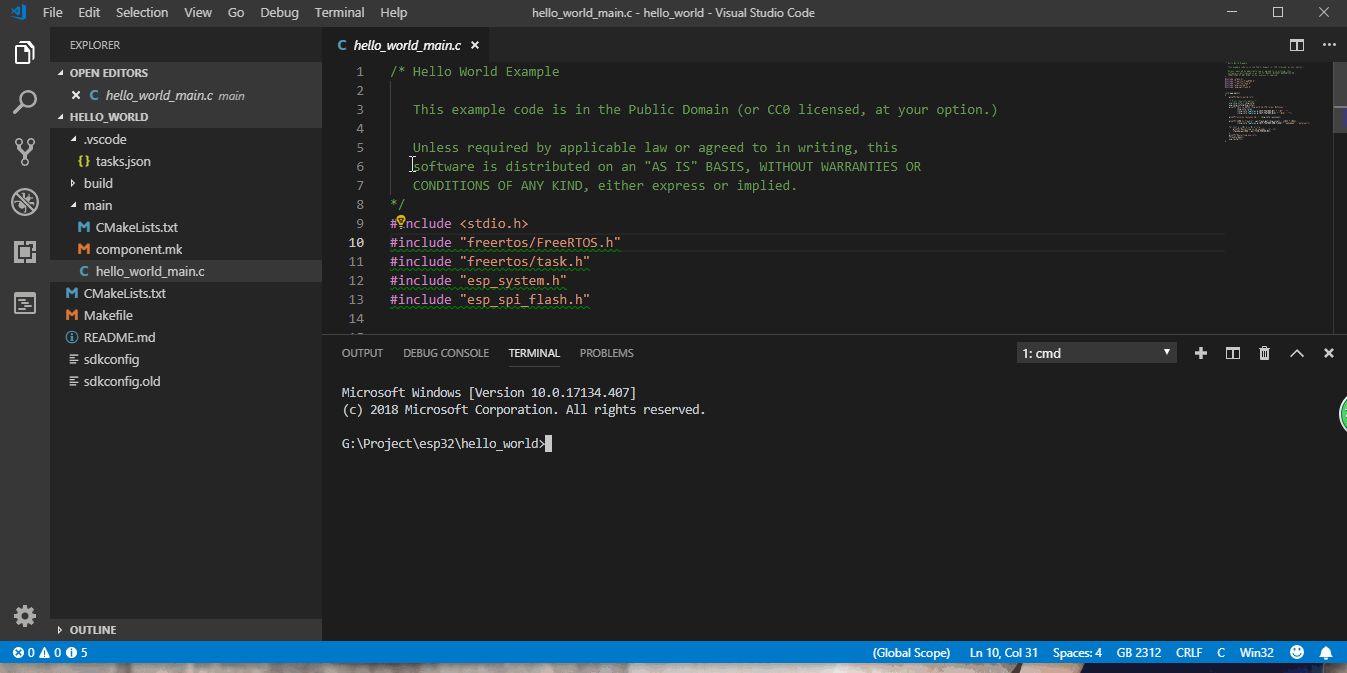 File Edit Selection View Go Debug Terminal Help hello_world_main.c - hello_world - Visual Studio Code
EXPLORER
OPEN EDITORS
hello_world_main.c main
HELLO_WORLD
.vscode
tasks.json
build
main
CMakeLists.txt
component.mk
hello_world_main.c
CMakeLists.txt
Makefile
README.md
sdkconfig
sdkconfig.old
OUTLINE
C hello_world_main.c ×
1 /* Hello World Example
2
3 This example code is in the Public Domain (or CC0 licensed, at your option.)
4
5 Unless required by applicable law or agreed to in writing, this
6 software is distributed on an "AS IS" BASIS, WITHOUT WARRANTIES OR
7 CONDITIONS OF ANY KIND, either express or implied.
8 */
9 #include <stdio.h>
10 #include "freertos/FreeRTOS.h"
11 #include "freertos/task.h"
12 #include "esp_system.h"
13 #include "esp_spi_flash.h"
14
OUTPUT DEBUG CONSOLE TERMINAL PROBLEMS 1: cmd
Microsoft Windows [Version 10.0.17134.407]
(c) 2018 Microsoft Corporation. All rights reserved.
G:\Project\esp32\hello_world>
0 0 5 (Global Scope) Ln 10, Col 31 Spaces: 4 GB 2312 CRLF C Win32